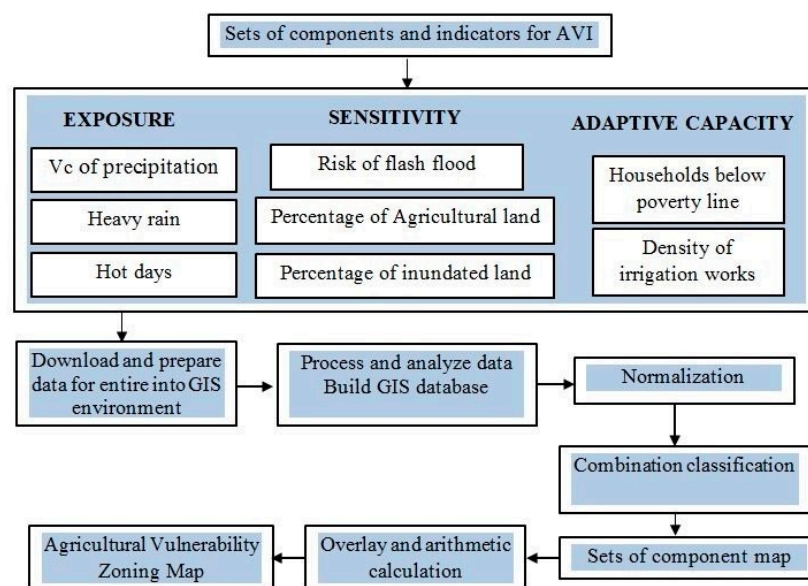 Sets of components and indicators for AVI
EXPOSURE
Vc of precipitation
Heavy rain
Hot days
SENSITIVITY
Risk of flash flood
Percentage of Agricultural land
Percentage of inundated land
ADAPTIVE CAPACITY
Households below
poverty line
Density of
irrigation works
Download and prepare
data for entire into GIS
environment
Process and analyze data
Build GIS database
Normalization
Combination classification
Sets of component map
Overlay and arithmetic
calculation
Agricultural Vulnerability
Zoning Map